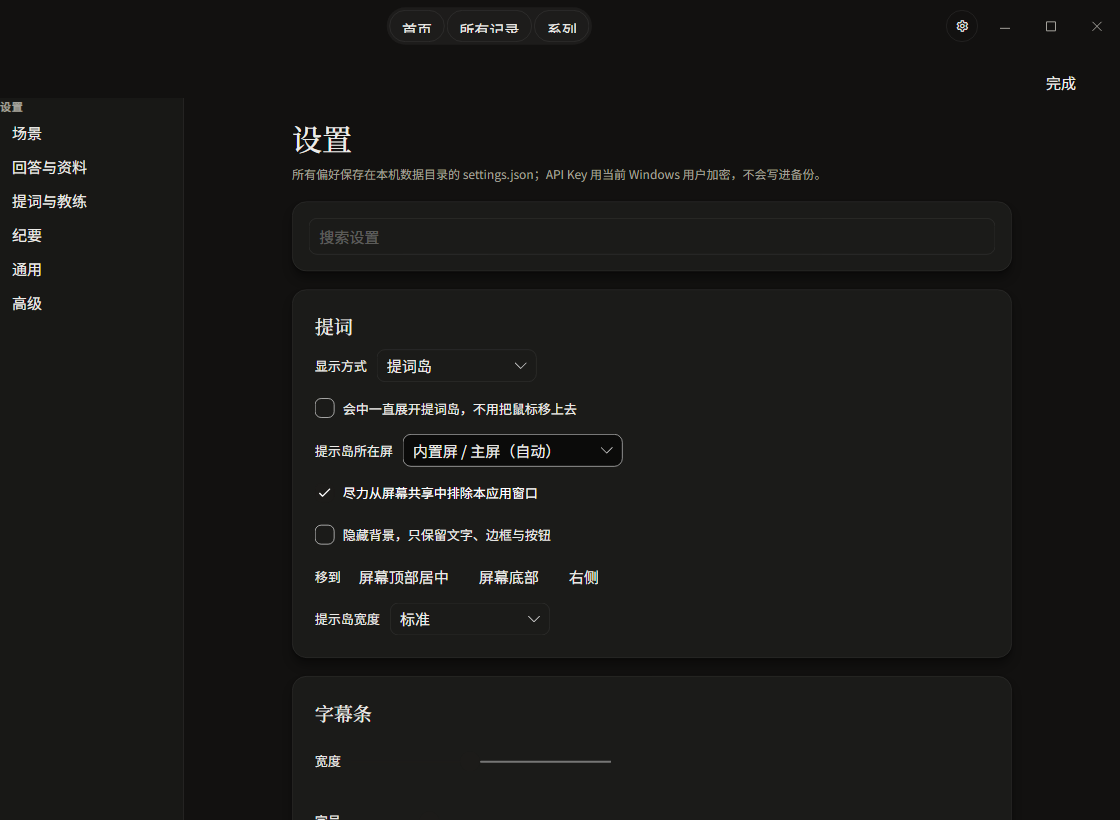 首页 所有记录 系列
完成
设置
场景
回答与资料
提词与教练
纪要
通用
高级
设置
所有偏好保存在本机数据目录的 settings.json；API Key 用当前 Windows 用户加密，不会写进备份。
搜索设置
提词
显示方式 提词岛
会中一直展开提词岛，不用把鼠标移上去
提示岛所在屏 内置屏 / 主屏（自动）
尽力从屏幕共享中排除本应用窗口
隐藏背景，只保留文字、边框与按钮
移到 屏幕顶部居中 屏幕底部 右侧
提示岛宽度 标准
字幕条
宽度